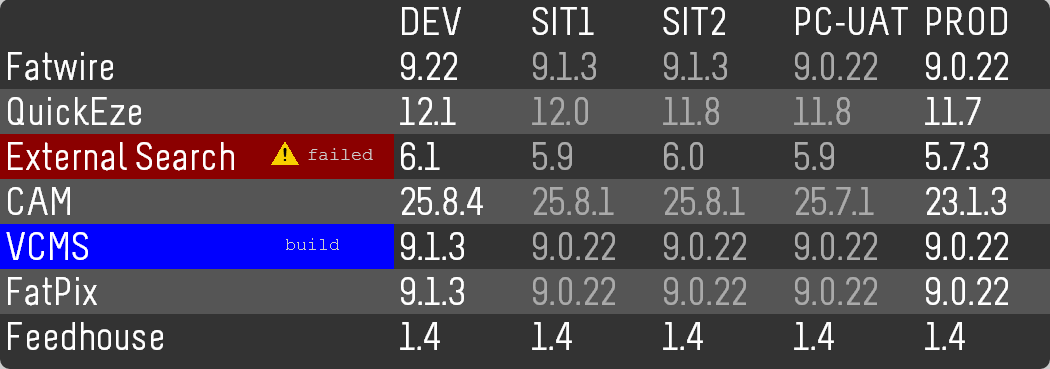 DEV SIT1 SIT2 PC-UAT PROD
Fatwire 9.22 9.1.3 9.1.3 9.0.22 9.0.22
QuickEze 12.1 12.0 11.8 11.8 11.7
External Search failed 6.1 5.9 6.0 5.9 5.7.3
CAM 25.8.4 25.8.1 25.8.1 25.7.1 23.1.3
VCMS build 9.1.3 9.0.22 9.0.22 9.0.22 9.0.22
FatPix 9.1.3 9.0.22 9.0.22 9.0.22 9.0.22
Feedhouse 1.4 1.4 1.4 1.4 1.4